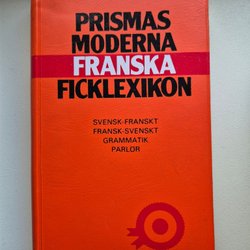 PRISMAS
MODERNA
FRANSKA
FICKLEXIKON
SVENSK-FRANSKT
FRANSK-SVENSKT
GRAMMATIK
PARLÖR